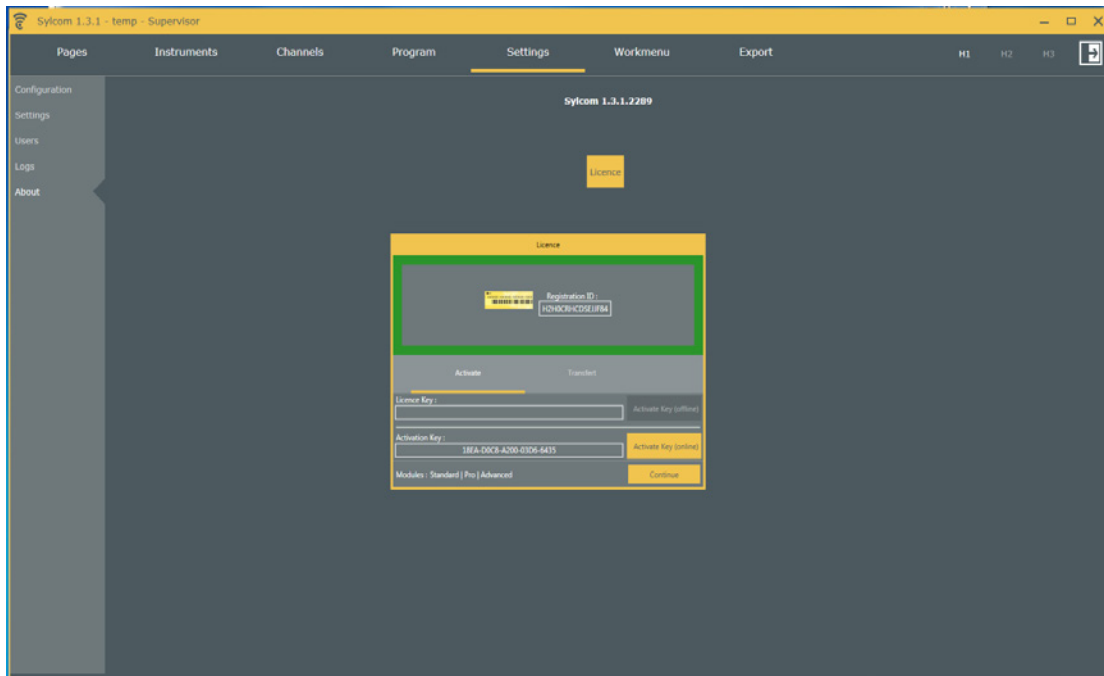 Sylcom 1.3.1 - temp - Supervisor
Pages Instruments Channels Program Settings Workmenu Export H1 H2 H3
Configuration
Settings
Users
Logs
About
Sylcom 1.3.1.2289
Licence
Licence
Registration ID :
Activate Transfert
Licence Key :
Activate Key (offline)
Activation Key :
18EA-D0C8-A200-03D6-6435
Activate Key (online)
Modules : Standard | Pro | Advanced
Continue